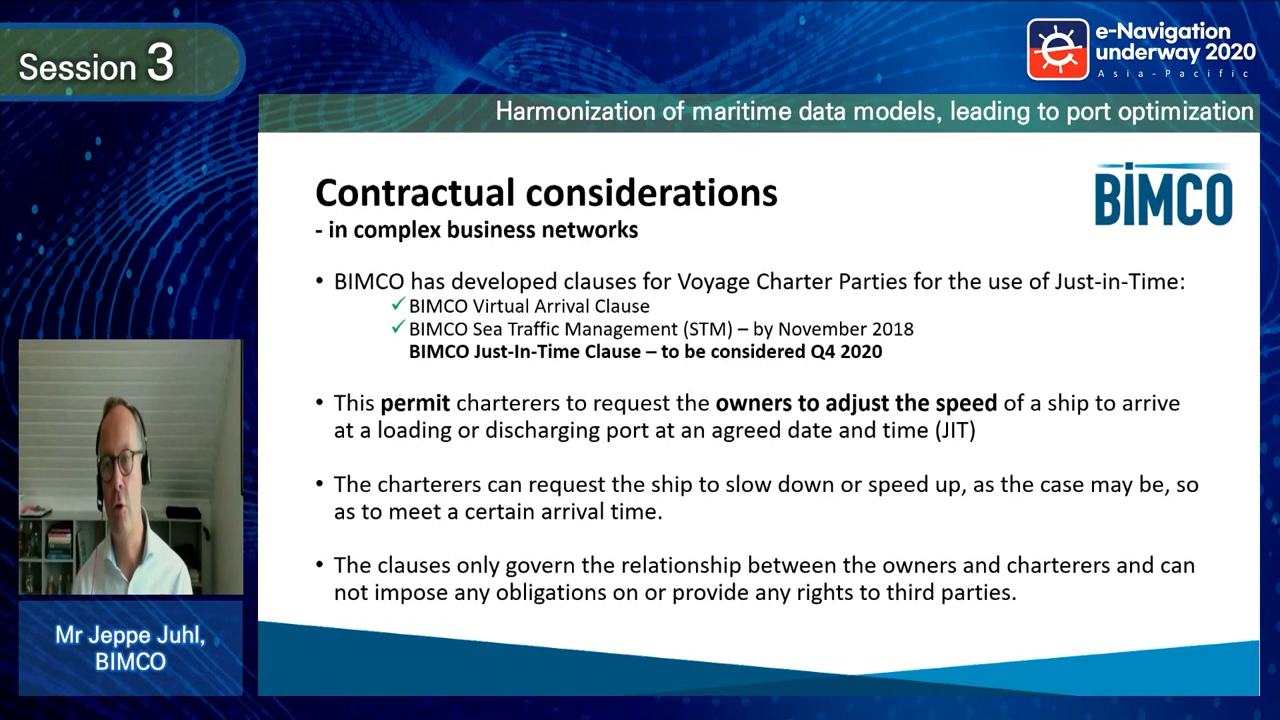 Session 3
e-Navigation
underway 2020
Asia-Pacific
Harmonization of maritime data models, leading to port optimization
BIMCO
Contractual considerations
- in complex business networks
• BIMCO has developed clauses for Voyage Charter Parties for the use of Just-in-Time:
✓ BIMCO Virtual Arrival Clause
✓ BIMCO Sea Traffic Management (STM) – by November 2018
BIMCO Just-In-Time Clause – to be considered Q4 2020
• This permit charterers to request the owners to adjust the speed of a ship to arrive
at a loading or discharging port at an agreed date and time (JIT)
• The charterers can request the ship to slow down or speed up, as the case may be, so
as to meet a certain arrival time.
• The clauses only govern the relationship between the owners and charterers and can
not impose any obligations on or provide any rights to third parties.
Mr Jeppe Juhl,
BIMCO